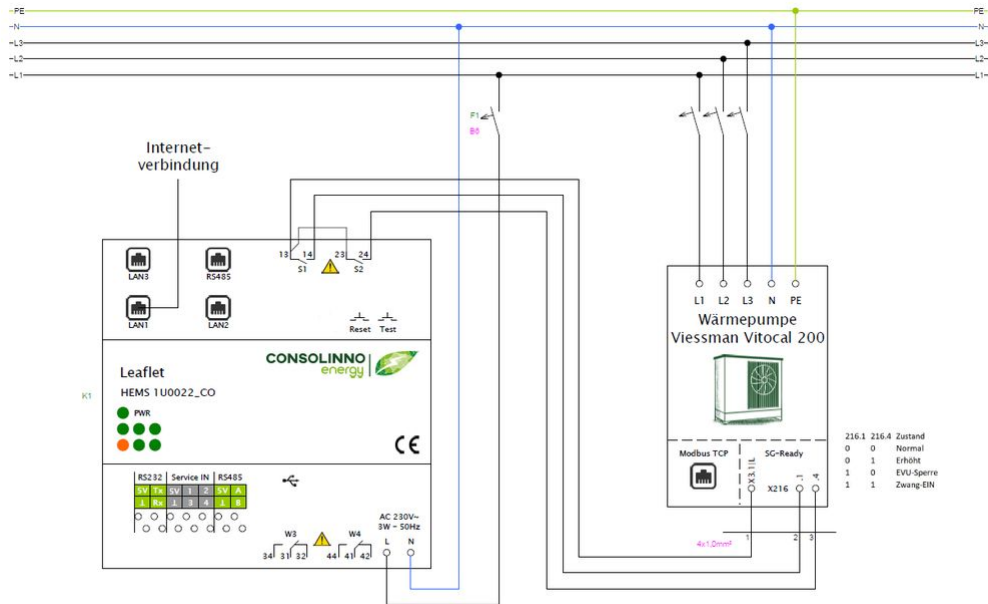 PE PE
N N
L3 L3
L2 L2
L1 L1
F1
B6
Internet-
verbindung
13 14 23 24
S1 S2
LAN3 RS485
LAN1 LAN2
Reset Test
L1 L2 L3 N PE
Wärmepumpe
Viessman Vitocal 200
CONSOLINNO
energy
Leaflet
HEMS 1U0022_CO
K1
PWR
CE
Modbus TCP SG-Ready
X3.1|L X216 .1 .4
216.1 216.4 Zustand
0 0 Normal
0 1 Erhöht
1 0 EVU-Sperre
1 1 Zwang-EIN
RS232 Service IN RS485
5V Tx 5V 1 2 5V A
⊥ Rx ⊥ 3 4 ⊥ B
AC 230V~
3W - 50Hz
W3 W4 L N
34 31 32 44 41 42
4x1,0mm² 1 2 3